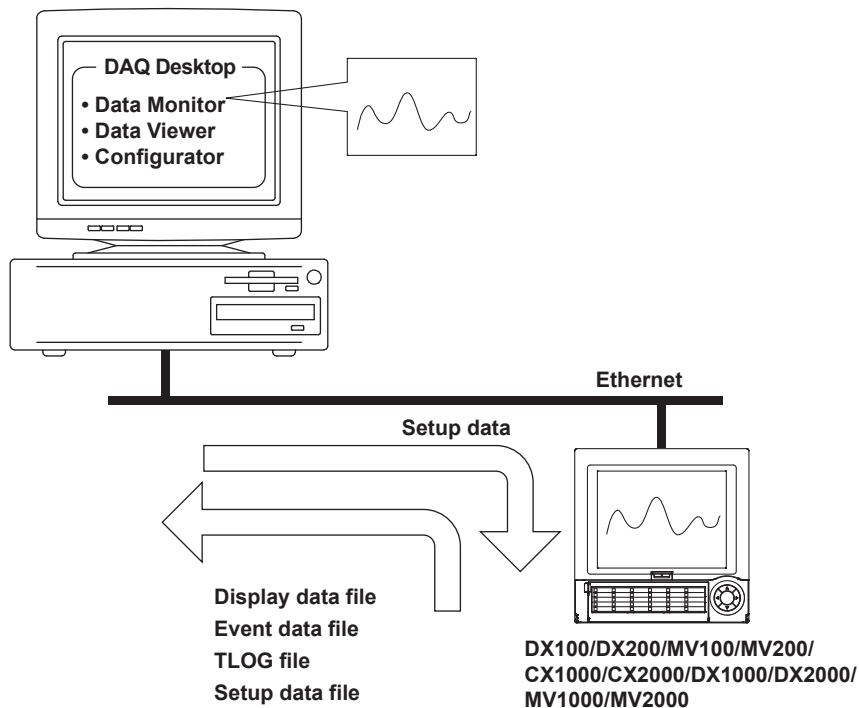 DAQ Desktop
• Data Monitor
• Data Viewer
• Configurator
Ethernet
Setup data
Display data file
Event data file
TLOG file
Setup data file
DX100/DX200/MV100/MV200/
CX1000/CX2000/DX1000/DX2000/
MV1000/MV2000